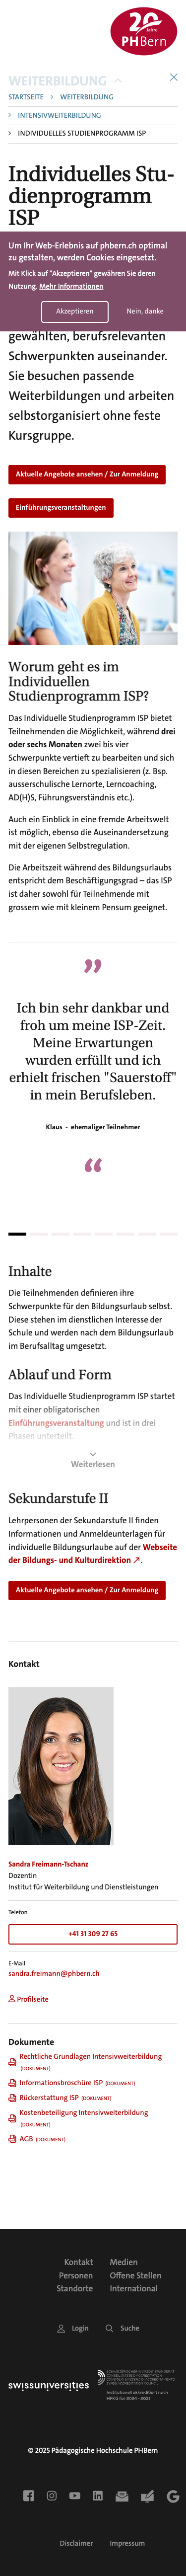 20
JAHRE
PHBern
WEITERBILDUNG
STARTSEITE > WEITERBILDUNG
> INTENSIVWEITERBILDUNG
> INDIVIDUELLES STUDIENPROGRAMM ISP
Individuelles Stu-
dienprogramm
ISP
Um Ihr Web-Erlebnis auf phbern.ch optimal
zu gestalten, werden Cookies eingesetzt.
Mit Klick auf "Akzeptieren" gewähren Sie deren
Nutzung. Mehr Informationen
Akzeptieren
Nein, danke
gewählten, berufsrelevanten
Schwerpunkten auseinander.
Sie besuchen passende
Weiterbildungen und arbeiten
selbstorganisiert ohne feste
Kursgruppe.
Aktuelle Angebote ansehen / Zur Anmeldung
Einführungsveranstaltungen
Worum geht es im
Individuellen
Studienprogramm ISP?
Das Individuelle Studienprogramm ISP bietet
Teilnehmenden die Möglichkeit, während drei
oder sechs Monaten zwei bis vier
Schwerpunkte vertieft zu bearbeiten und sich
in diesen Bereichen zu spezialisieren (z. Bsp.
ausserschulische Lernorte, Lerncoaching,
AD(H)S, Führungsverständnis etc.).
Auch ein Einblick in eine fremde Arbeitswelt
ist möglich, ebenso die Auseinandersetzung
mit der eigenen Selbstregulation.
Die Arbeitszeit während des Bildungsurlaubs
entspricht dem Beschäftigungsgrad – das ISP
ist daher sowohl für Teilnehmende mit
grossem wie mit kleinem Pensum geeignet.
”
Ich bin sehr dankbar und
froh um meine ISP-Zeit.
Meine Erwartungen
wurden erfüllt und ich
erhielt frischen "Sauerstoff"
in mein Berufsleben.
Klaus - ehemaliger Teilnehmer
“
Inhalte
Die Teilnehmenden definieren ihre
Schwerpunkte für den Bildungsurlaub selbst.
Diese stehen im dienstlichen Interesse der
Schule und werden nach dem Bildungsurlaub
im Berufsalltag umgesetzt.
Ablauf und Form
Das Individuelle Studienprogramm ISP startet
mit einer obligatorischen
Einführungsveranstaltung und ist in drei
Phasen unterteilt.
Weiterlesen
Sekundarstufe II
Lehrpersonen der Sekundarstufe II finden
Informationen und Anmeldeunterlagen für
individuelle Bildungsurlaube auf der Webseite
der Bildungs- und Kulturdirektion ↗.
Aktuelle Angebote ansehen / Zur Anmeldung
Kontakt
Sandra Freimann-Tschanz
Dozentin
Institut für Weiterbildung und Dienstleistungen
Telefon
+41 31 309 27 65
E-Mail
sandra.freimann@phbern.ch
Profilseite
Dokumente
Rechtliche Grundlagen Intensivweiterbildung
(DOKUMENT)
Informationsbroschüre ISP (DOKUMENT)
Rückerstattung ISP (DOKUMENT)
Kostenbeteiligung Intensivweiterbildung
(DOKUMENT)
AGB (DOKUMENT)
Kontakt Medien
Personen Offene Stellen
Standorte International
Login Suche
swissuniversities
© 2025 Pädagogische Hochschule PHBern
Disclaimer Impressum